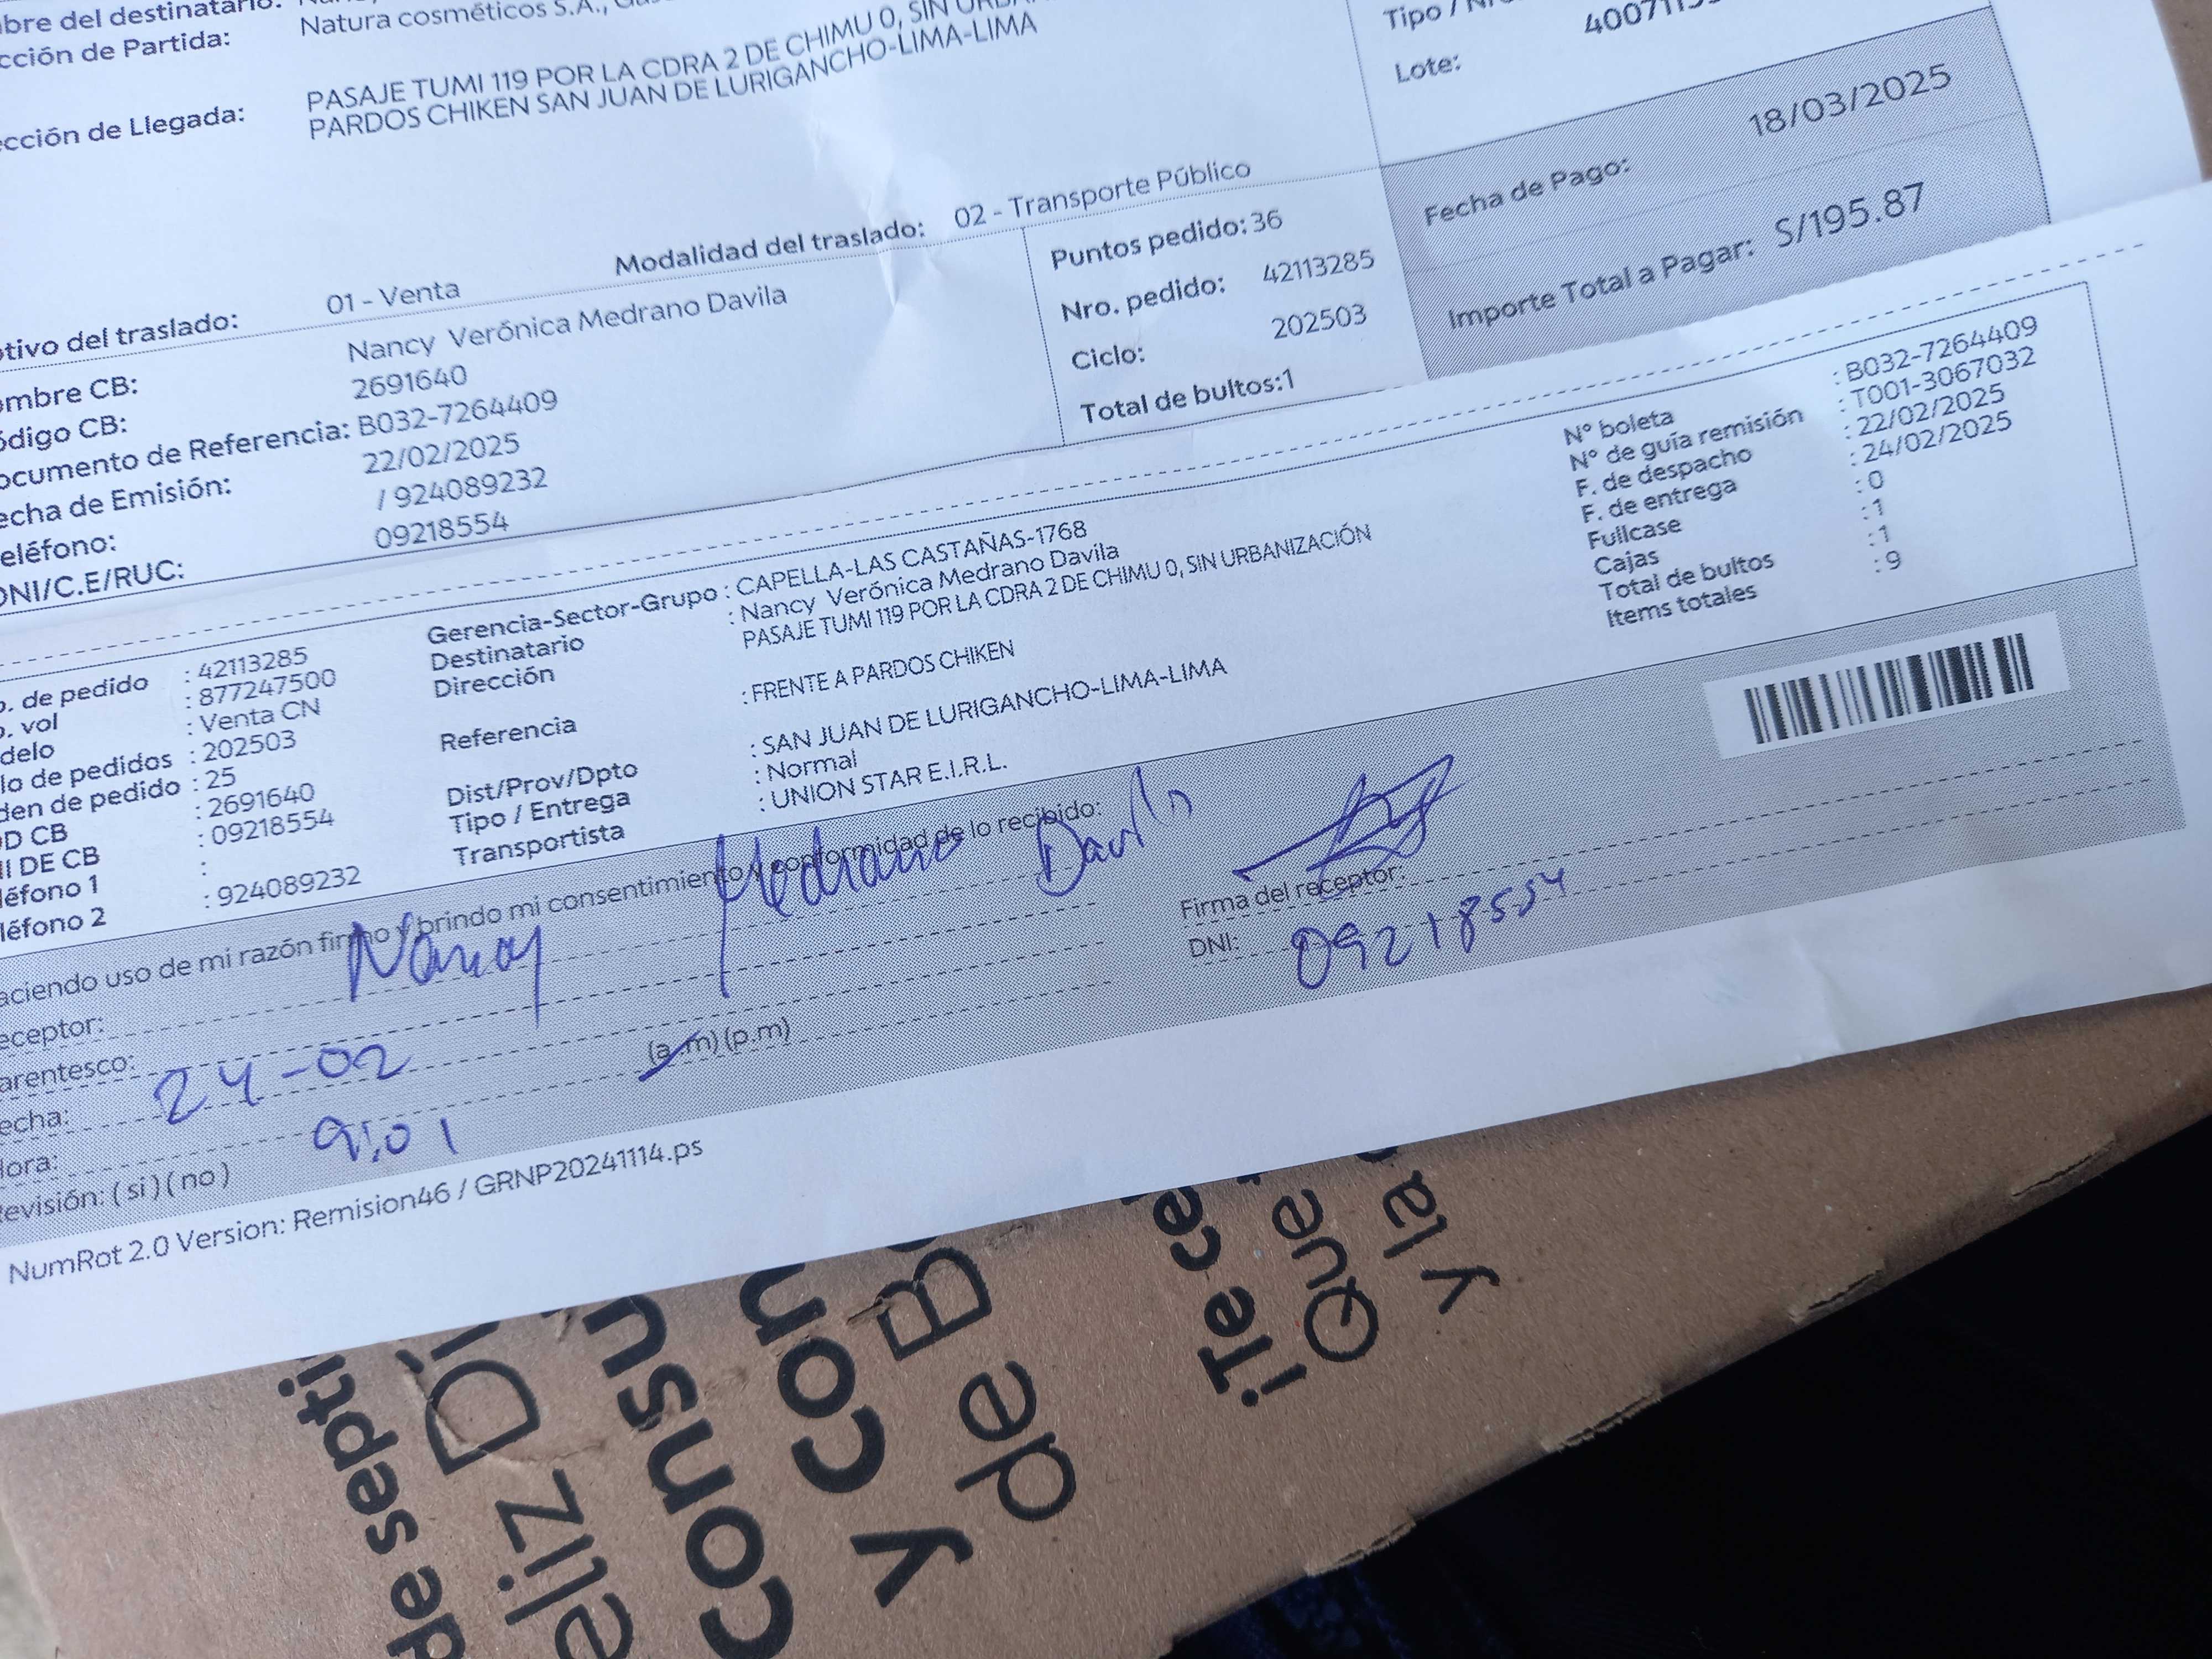 bre del destinatario:
cción de Partida: Natura cosméticos S.A.,
ección de Llegada: PASAJE TUMI 119 POR LA CDRA 2 DE CHIMU 0, SIN
PARDOS CHIKEN SAN JUAN DE LURIGANCHO-LIMA-LIMA
tivo del traslado: 01 - Venta Modalidad del traslado: 02 - Transporte Público
ombre CB: Nancy Verónica Medrano Davila
ódigo CB: 2691640
ocumento de Referencia: B032-7264409
echa de Emisión: 22/02/2025
eléfono: / 924089232
DNI/C.E/RUC: 09218554
Puntos pedido: 36
Nro. pedido: 42113285
Ciclo: 202503
Total de bultos:1
Tipo /
Lote:
Fecha de Pago: 18/03/2025
Importe Total a Pagar: S/195.87
o. de pedido : 42113285
o. vol : 877247500
delo : Venta CN
lo de pedidos : 202503
den de pedido : 25
D CB : 2691640
I DE CB : 09218554
léfono 1 :
léfono 2 : 924089232
Gerencia-Sector-Grupo : CAPELLA-LAS CASTAÑAS-1768
Destinatario : Nancy Verónica Medrano Davila
Dirección PASAJE TUMI 119 POR LA CDRA 2 DE CHIMU 0, SIN URBANIZACIÓN
Referencia : FRENTE A PARDOS CHIKEN
Dist/Prov/Dpto : SAN JUAN DE LURIGANCHO-LIMA-LIMA
Tipo / Entrega : Normal
Transportista : UNION STAR E.I.R.L.
N° boleta : B032-7264409
N° de guía remisión : T001-3067032
F. de despacho : 22/02/2025
F. de entrega : 24/02/2025
Fullcase : 0
Cajas : 1
Total de bultos : 1
Items totales : 9
aciendo uso de mi razón firmo y brindo mi consentimiento y conformidad de lo recibido:
eceptor: Nancy Medrano Davila
arentesco:
echa: 24-02
Hora: 9:01 (a.m) (p.m)
Revisión: ( si ) ( no )
Firma del receptor:
DNI: 09218554
NumRot 2.0 Version: Remision46 / GRNP20241114.ps
de septi
eliz Dí
consu
y con
de B
¡Te ce
Que
y la